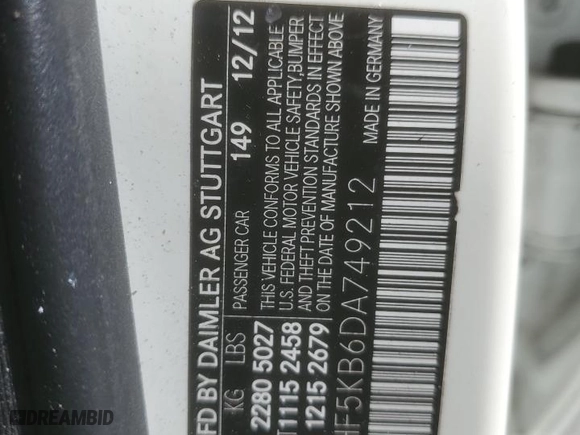 MFD BY DAIMLER AG STUTTGART
KG LBS PASSENGER CAR 149 12/12
2280 5027
1115 2458
1215 2679
THIS VEHICLE CONFORMS TO ALL APPLICABLE
U.S. FEDERAL MOTOR VEHICLE SAFETY,BUMPER
AND THEFT PREVENTION STANDARDS IN EFFECT
ON THE DATE OF MANUFACTURE SHOWN ABOVE
F5KB6DA749212 MADE IN GERMANY
DREAMBID